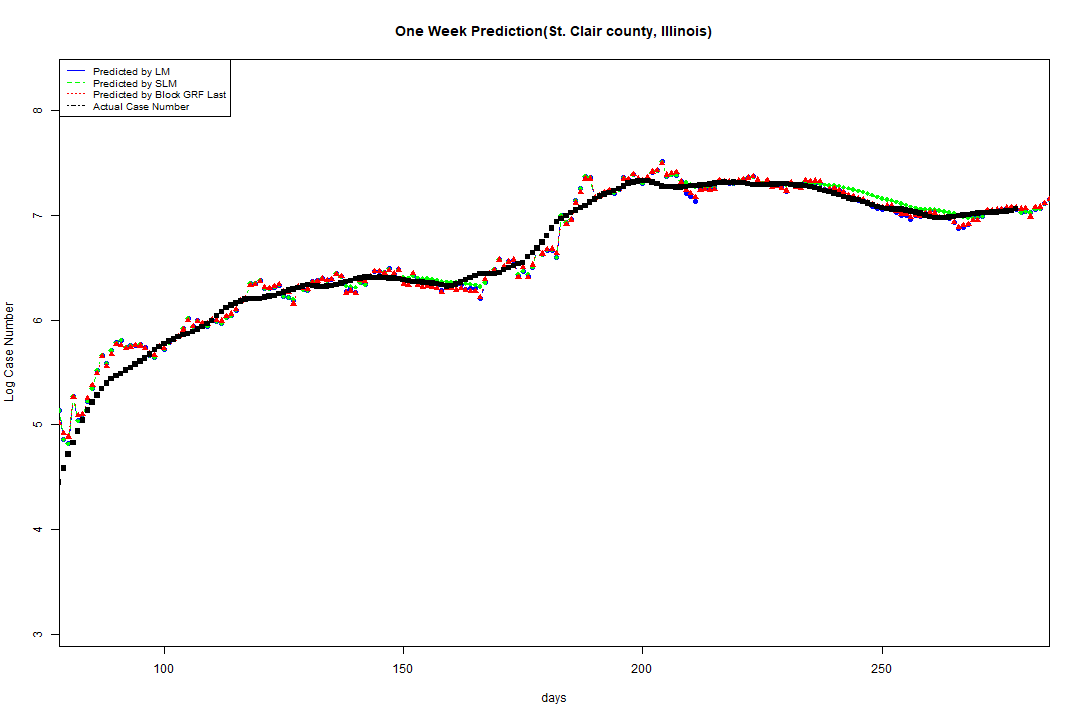 One Week Prediction(St. Clair county, Illinois)
Predicted by LM
Predicted by SLM
Predicted by Block GRF Last
Actual Case Number
8
7
6
5
4
3
Log Case Number
100 150 200 250
days